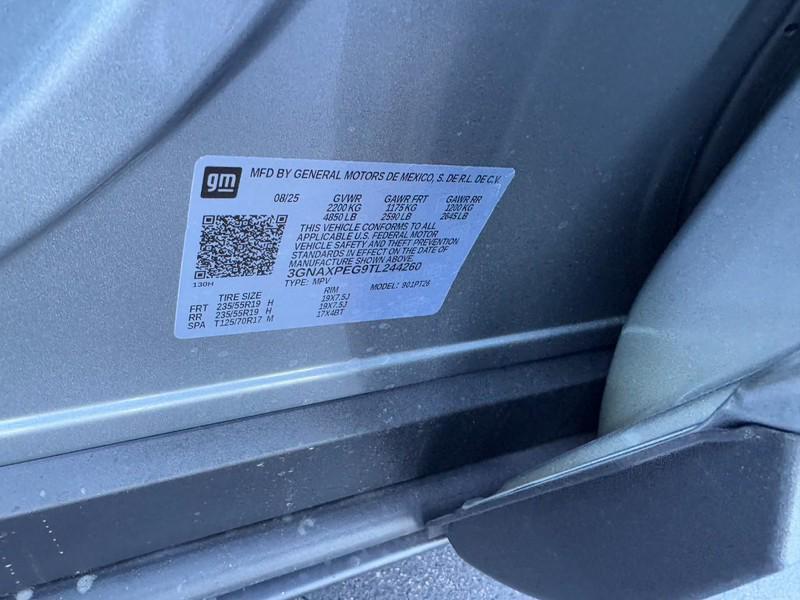 gm MFD BY GENERAL MOTORS DE MEXICO, S. DE R.L. DE C.V.
08/25 GVWR GAWR FRT GAWR RR
2200 KG 1175 KG 1200 KG
4850 LB 2590 LB 2645 LB
THIS VEHICLE CONFORMS TO ALL
APPLICABLE U.S. FEDERAL MOTOR
VEHICLE SAFETY AND THEFT PREVENTION
STANDARDS IN EFFECT ON THE DATE OF
MANUFACTURE SHOWN ABOVE.
3GNAXPEG9TL244260
130H
TYPE: MPV MODEL: 901PT26
TIRE SIZE RIM
FRT 235/55R19 H 19X7.5J
RR 235/55R19 H 19X7.5J
SPA T125/70R17 M 17X4BT